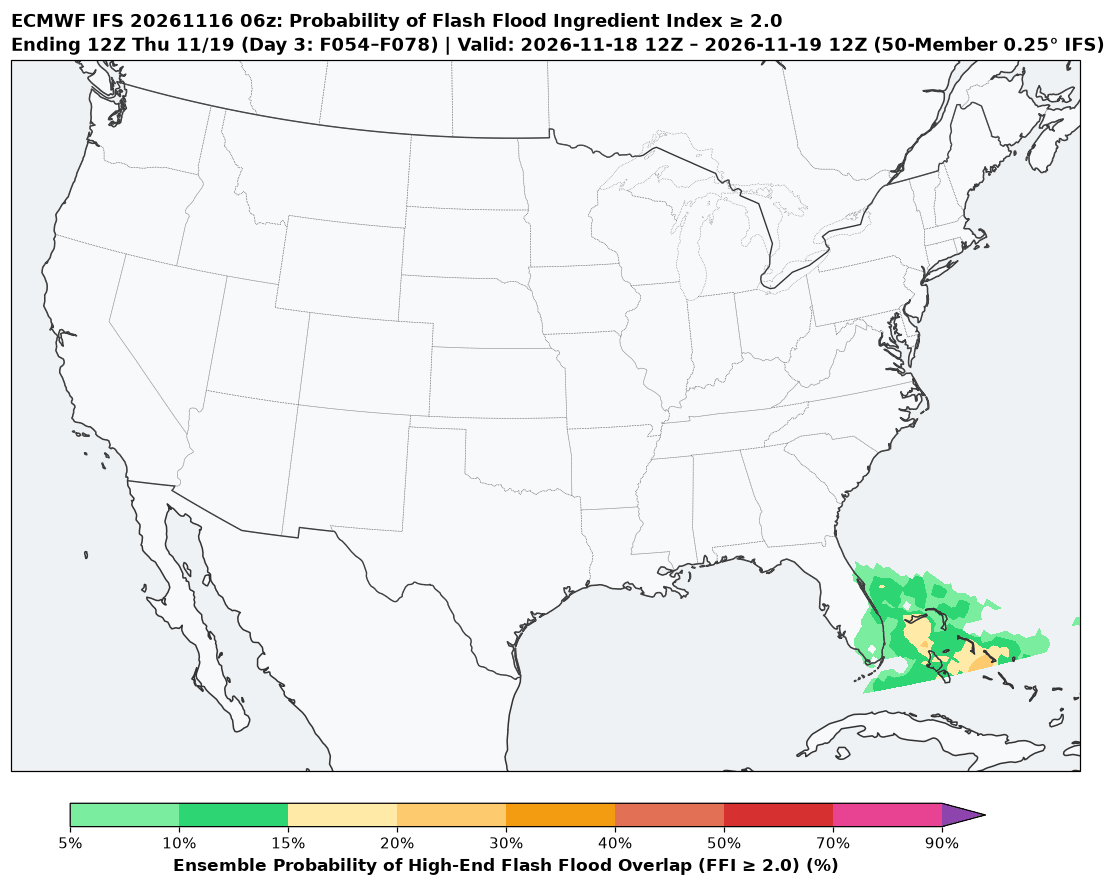 ECMWF IFS 20261116 06z: Probability of Flash Flood Ingredient Index ≥ 2.0
Ending 12Z Thu 11/19 (Day 3: F054–F078) | Valid: 2026-11-18 12Z – 2026-11-19 12Z (50-Member 0.25° IFS)
5% 10% 15% 20% 30% 40% 50% 70% 90%
Ensemble Probability of High-End Flash Flood Overlap (FFI ≥ 2.0) (%)